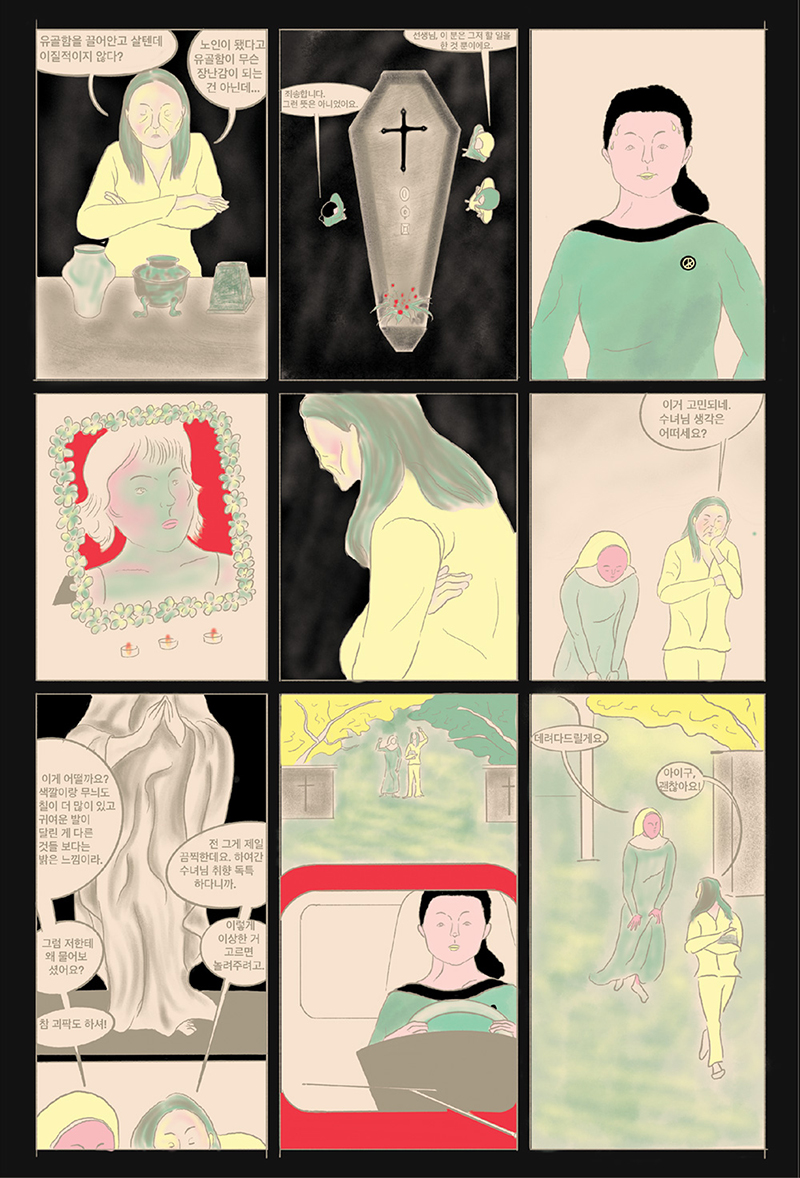 유골함을 끌어안고 살텐데
이질적이지 않다?
노인이 됐다고
유골함이 무슨
장난감이 되는
건 아닌데...
선생님, 이 분은 그저 할 일을
한 것 뿐이에요.
죄송합니다.
그런 뜻은 아니었어요.
이거 고민되네.
수녀님 생각은
어떠세요?
이게 어떨까요?
색깔이랑 무늬도
칠이 더 많이 있고
귀여운 발이
달린 게 다른
것들 보다는
밝은 느낌이라.
전 그게 제일
끔찍한데요. 하여간
수녀님 취향 독특
하다니까.
그럼 저한테
왜 물어보
셨어요?
이렇게
이상한 거
고르면
놀려주려고.
참 괴팍도 하셔!
데려다드릴게요.
아이구,
괜찮아요!